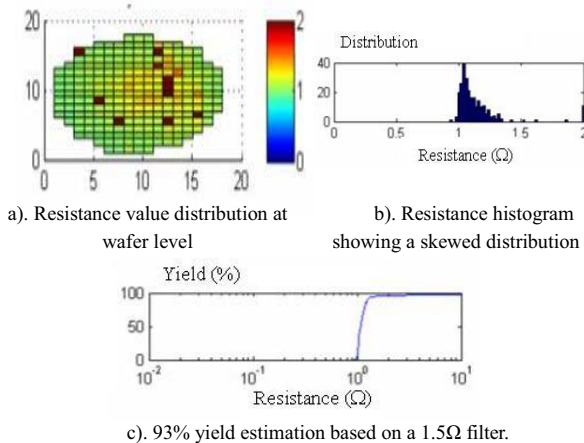 20
10
0
0 5 10 15 20
2
1
0
a). Resistance value distribution at
wafer level
Distribution
40
20
0
0 0.5 1 1.5 2
Resistance (Ω)
b). Resistance histogram
showing a skewed distribution
Yield (%)
100
50
0
10-2 10-1 100 101
Resistance (Ω)
c). 93% yield estimation based on a 1.5Ω filter.